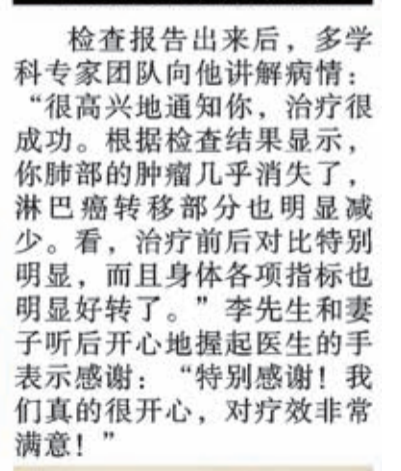 检查报告出来后，多学
科专家团队向他讲解病情：
“很高兴地通知你，治疗很
成功。根据检查结果显示，
你肺部的肿瘤几乎消失了，
淋巴癌转移部分也明显减
少。看，治疗前后对比特别
明显，而且身体各项指标也
明显好转了。”李先生和妻
子听后开心地握起医生的手
表示感谢：“特别感谢！我
们真的很开心，对疗效非常
满意！”